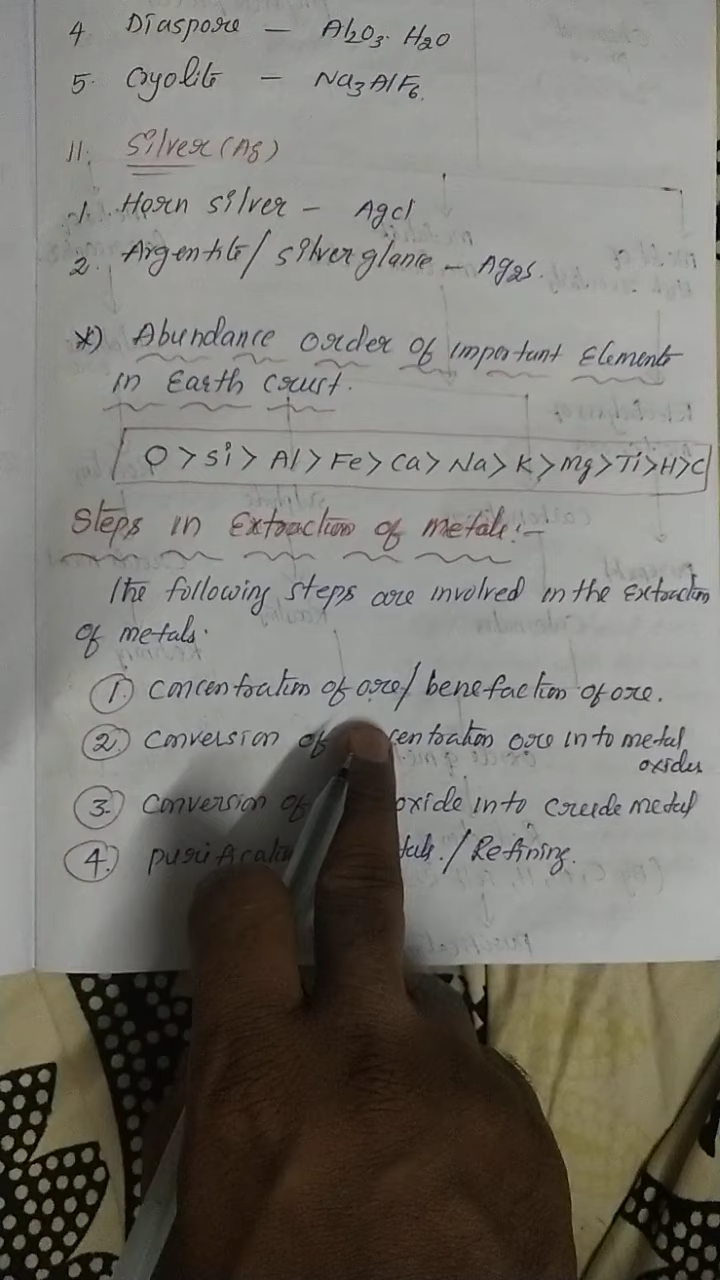 4. Diaspore — Al2O3. H2O
5. Cryolite — Na3AlF6.
11. Silver (Ag)
1. Horn silver — Agcl
2. Argentite / silver glance — Ag2s.
*) Abundance order of important Elements
in Earth crust.
O > Si > Al > Fe > Ca > Na > K > Mg > Ti > H > C
Steps in Extraction of metals:-
The following steps are involved in the Extraction
of metals.
1. concentration of ore / benefaction of ore.
2. conversion of centration ore into metal
oxides
3. conversion of oxide into crude metal
4. purification tals. / Refining.